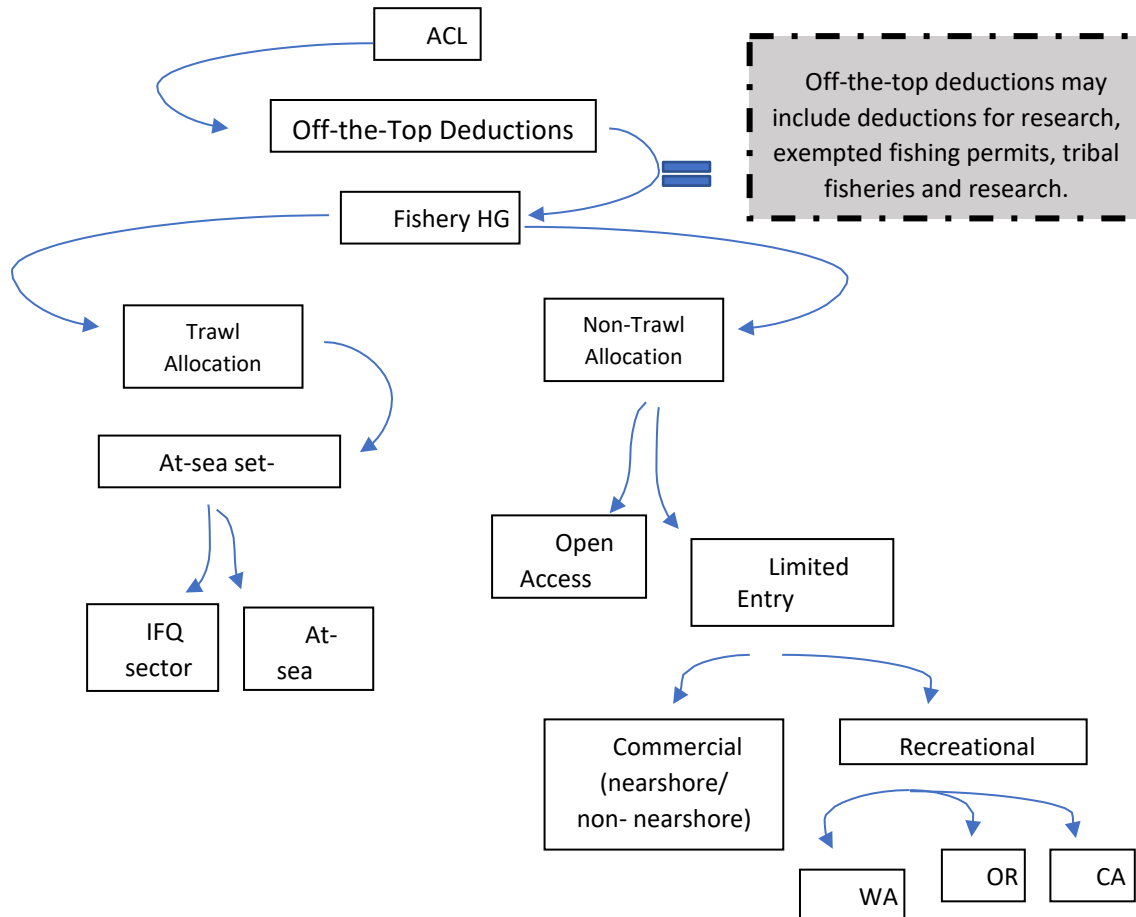 ACL
Off-the-top deductions may
include deductions for research,
exempted fishing permits, tribal
fisheries and research.
Off-the-Top Deductions
Fishery HG
Trawl
Allocation
Non-Trawl
Allocation
At-sea set-
Open
Access
Limited
Entry
IFQ
sector
At-
sea
Commercial
(nearshore/
non- nearshore)
Recreational
WA
OR
CA